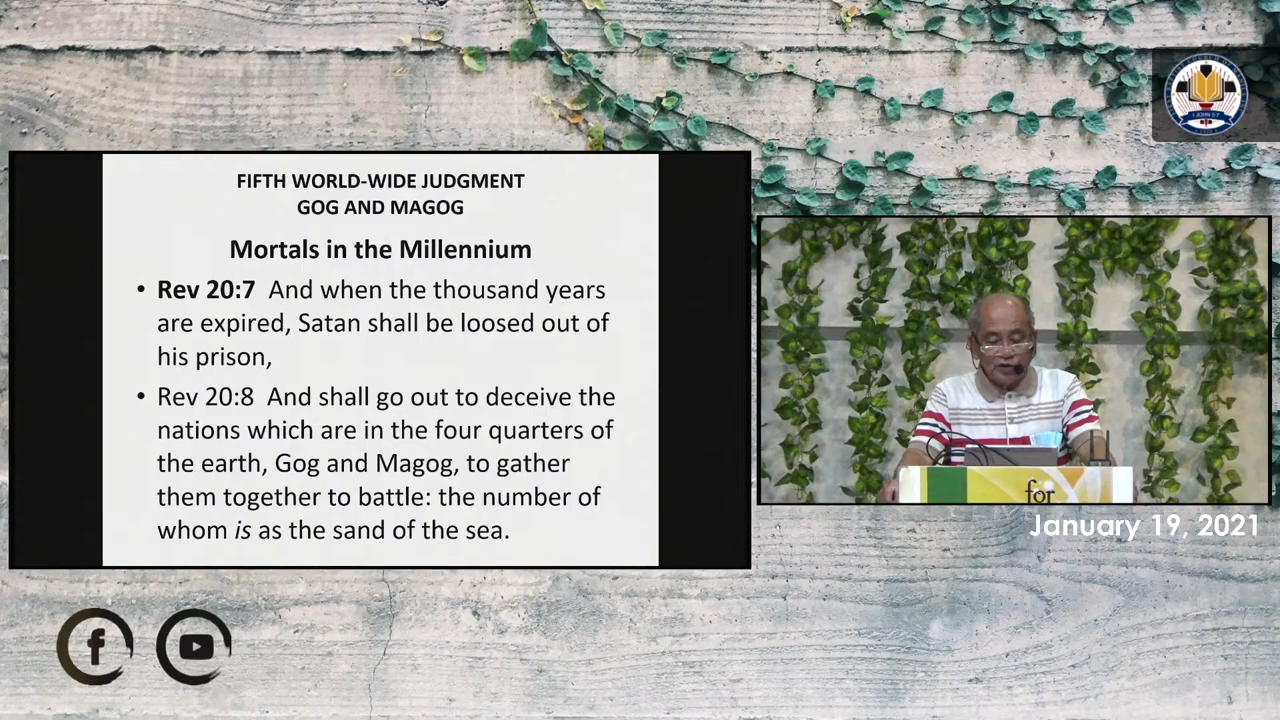 FIFTH WORLD-WIDE JUDGMENT
GOG AND MAGOG
Mortals in the Millennium
• Rev 20:7 And when the thousand years
are expired, Satan shall be loosed out of
his prison,
• Rev 20:8 And shall go out to deceive the
nations which are in the four quarters of
the earth, Gog and Magog, to gather
them together to battle: the number of
whom is as the sand of the sea.
for
January 19, 2021
I JOHN 5:7